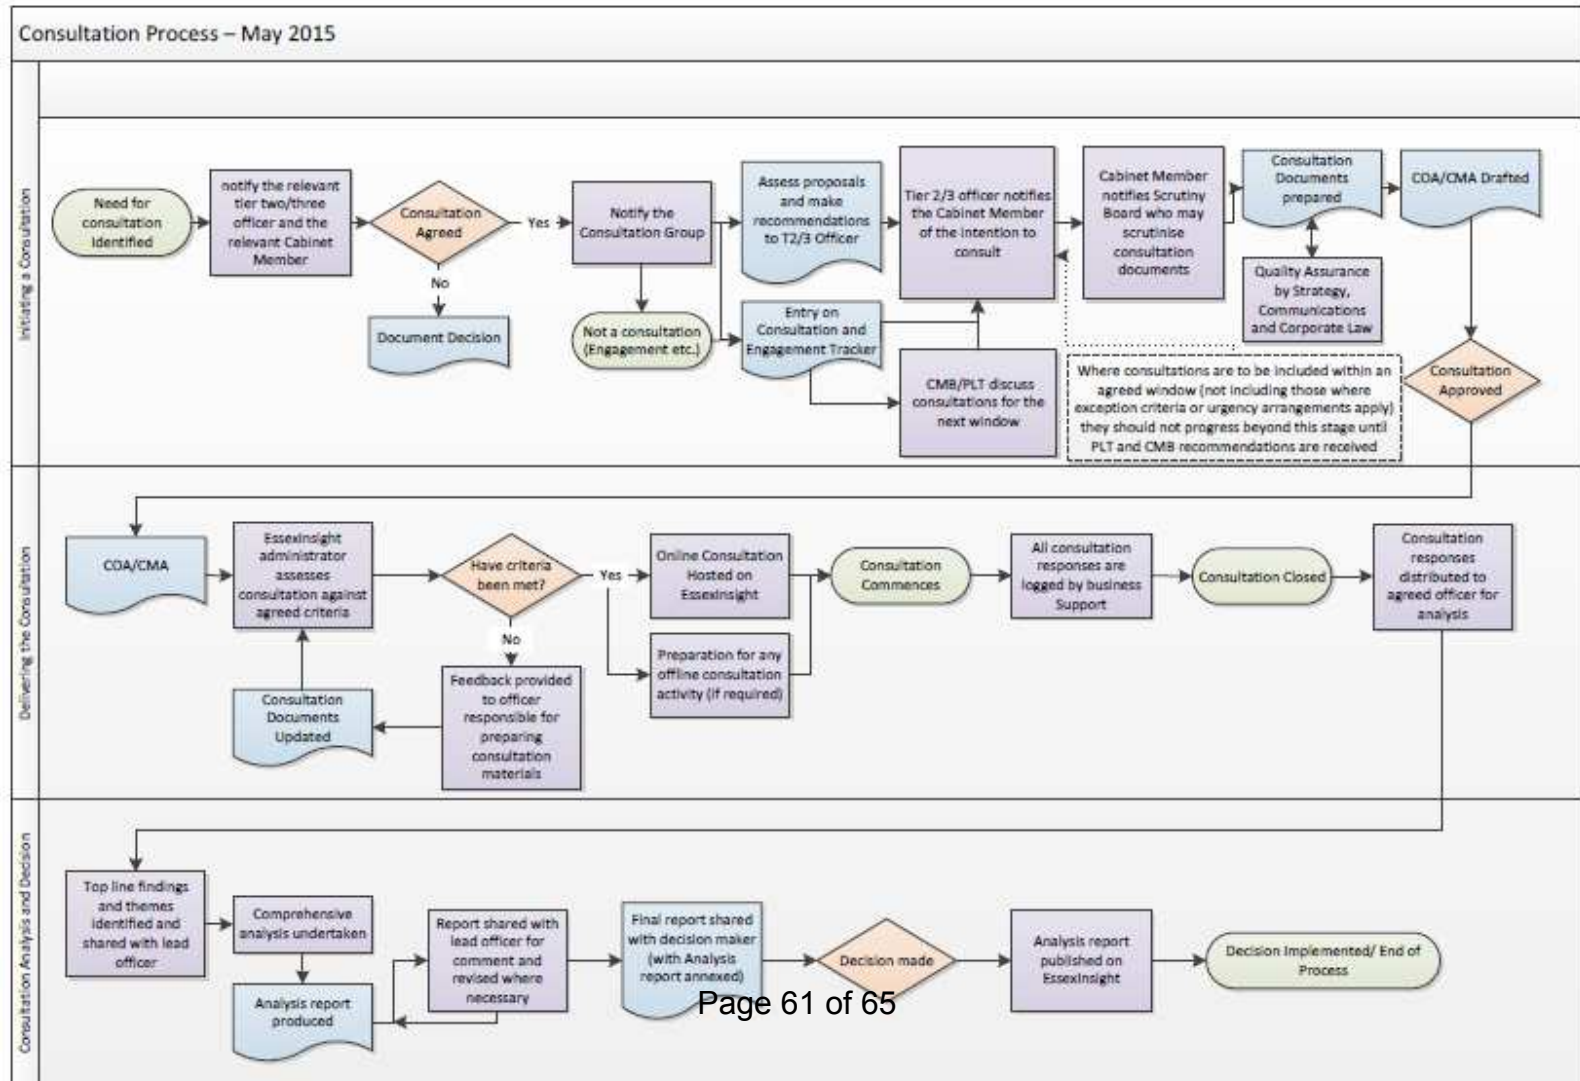 Consultation Process – May 2015
Initiating a Consultation
Need for
consultation
Identified
notify the relevant
tier two/three
officer and the
relevant Cabinet
Member
Consultation
Agreed
Yes
No
Document Decision
Notify the
Consultation Group
Not a consultation
(Engagement etc.)
Assess proposals
and make
recommendations
to T2/3 Officer
Entry on
Consultation and
Engagement Tracker
Tier 2/3 officer notifies
the Cabinet Member
of the intention to
consult
CMB/PLT discuss
consultations for the
next window
Cabinet Member
notifies Scrutiny
Board who may
scrutinise
consultation
documents
Consultation
Documents
prepared
Quality Assurance
by Strategy,
Communications
and Corporate Law
COA/CMA Drafted
Where consultations are to be included within an
agreed window (not including those where
exception criteria or urgency arrangements apply)
they should not progress beyond this stage until
PLT and CMB recommendations are received
Consultation
Approved
Delivering the Consultation
COA/CMA
EssexInsight
administrator
assesses
consultation against
agreed criteria
Have criteria
been met?
Yes
No
Consultation
Documents
Updated
Feedback provided
to officer
responsible for
preparing
consultation
materials
Online Consultation
Hosted on
EssexInsight
Preparation for any
offline consultation
activity (if required)
Consultation
Commences
All consultation
responses are
logged by business
Support
Consultation Closed
Consultation
responses
distributed to
agreed officer for
analysis
Consutation Analysis and Decision
Top line findings
and themes
identified and
shared with lead
officer
Comprehensive
analysis undertaken
Analysis report
produced
Report shared with
lead officer for
comment and
revised where
necessary
Final report shared
with decision maker
(with Analysis
report annexed)
Decision made
Analysis report
published on
EssexInsight
Decision Implemented/ End of
Process
Page 61 of 65